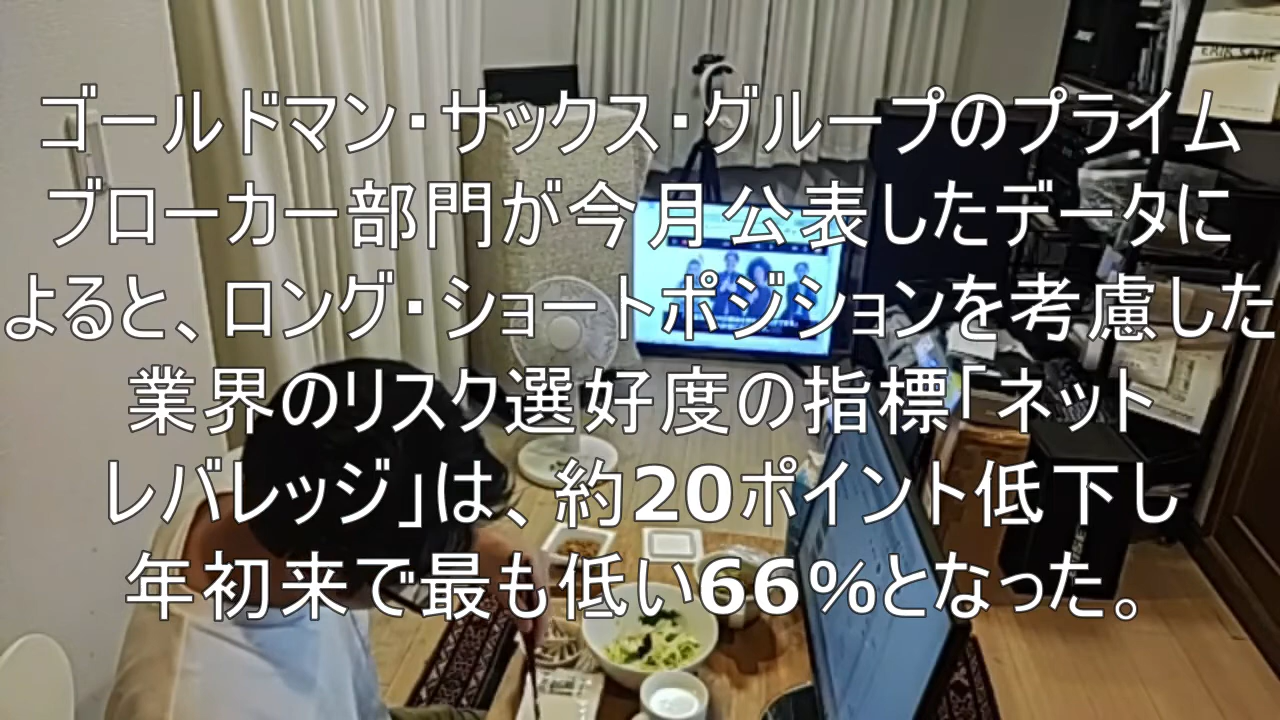 ERIK SATIE
ゴールドマン・サックス・グループのプライム
ブローカー部門が今月公表したデータに
よると、ロング・ショートポジションを考慮した
業界のリスク選好度の指標「ネット
レバレッジ」は、約20ポイント低下し
年初来で最も低い66％となった。